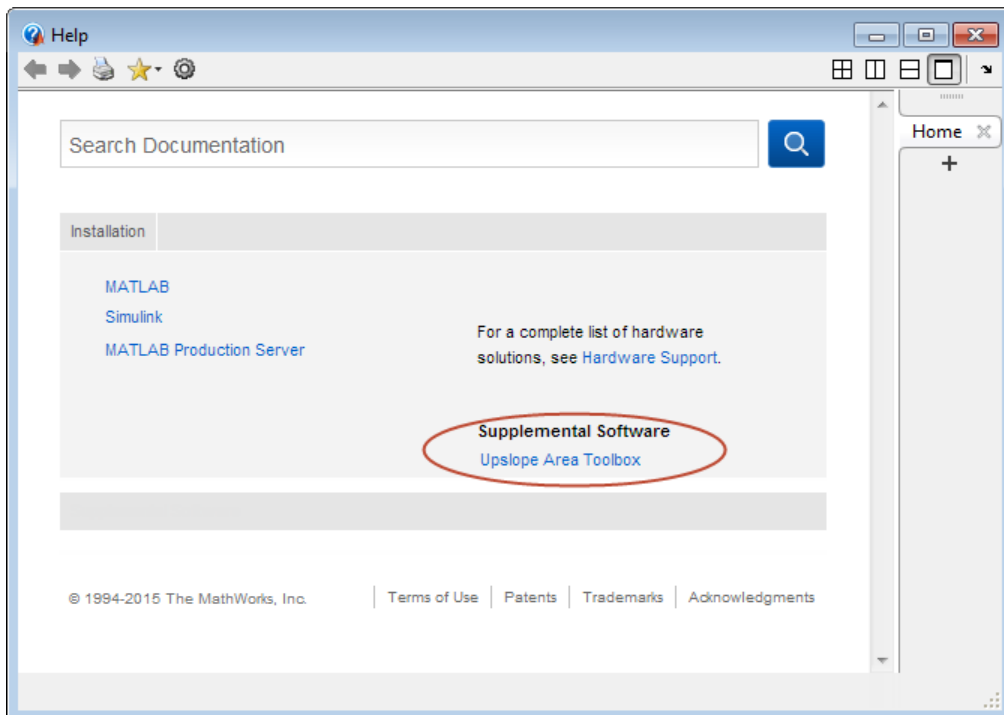 Help
Search Documentation
Home
Installation
MATLAB
Simulink
MATLAB Production Server
For a complete list of hardware
solutions, see Hardware Support.
Supplemental Software
Upslope Area Toolbox
© 1994-2015 The MathWorks, Inc.
Terms of Use
Patents
Trademarks
Acknowledgments